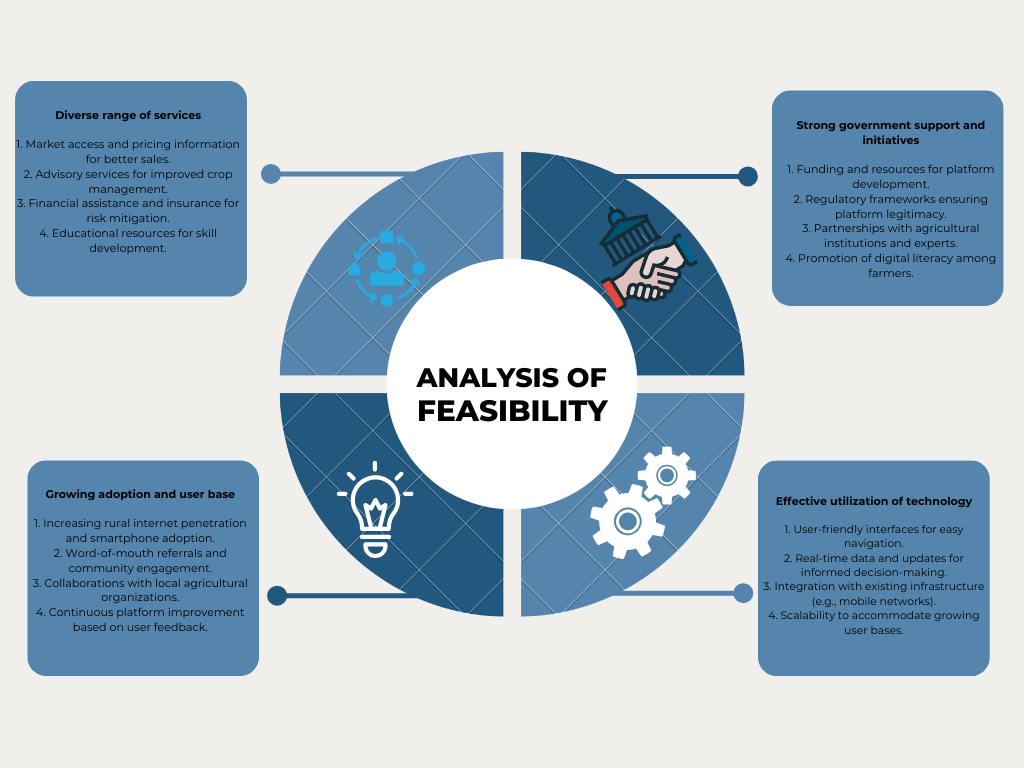 Diverse range of services
1. Market access and pricing information
for better sales.
2. Advisory services for improved crop
management.
3. Financial assistance and insurance for
risk mitigation.
4. Educational resources for skill
development.
Strong government support and
initiatives
1. Funding and resources for platform
development.
2. Regulatory frameworks ensuring
platform legitimacy.
3. Partnerships with agricultural
institutions and experts.
4. Promotion of digital literacy among
farmers.
ANALYSIS OF
FEASIBILITY
Growing adoption and user base
1. Increasing rural internet penetration
and smartphone adoption.
2. Word-of-mouth referrals and
community engagement.
3. Collaborations with local agricultural
organizations.
4. Continuous platform improvement
based on user feedback.
Effective utilization of technology
1. User-friendly interfaces for easy
navigation.
2. Real-time data and updates for
informed decision-making.
3. Integration with existing infrastructure
(e.g., mobile networks).
4. Scalability to accommodate growing
user bases.